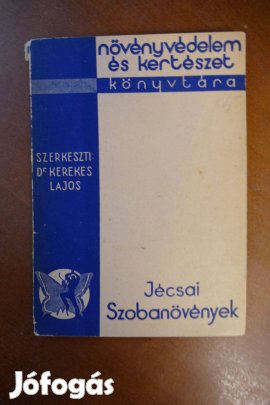 növényvédelem
és kertészet
könyvtára
SZERKESZTI:
Dr KEREKES
LAJOS
Jécsai
Szobanövények
Jófogás